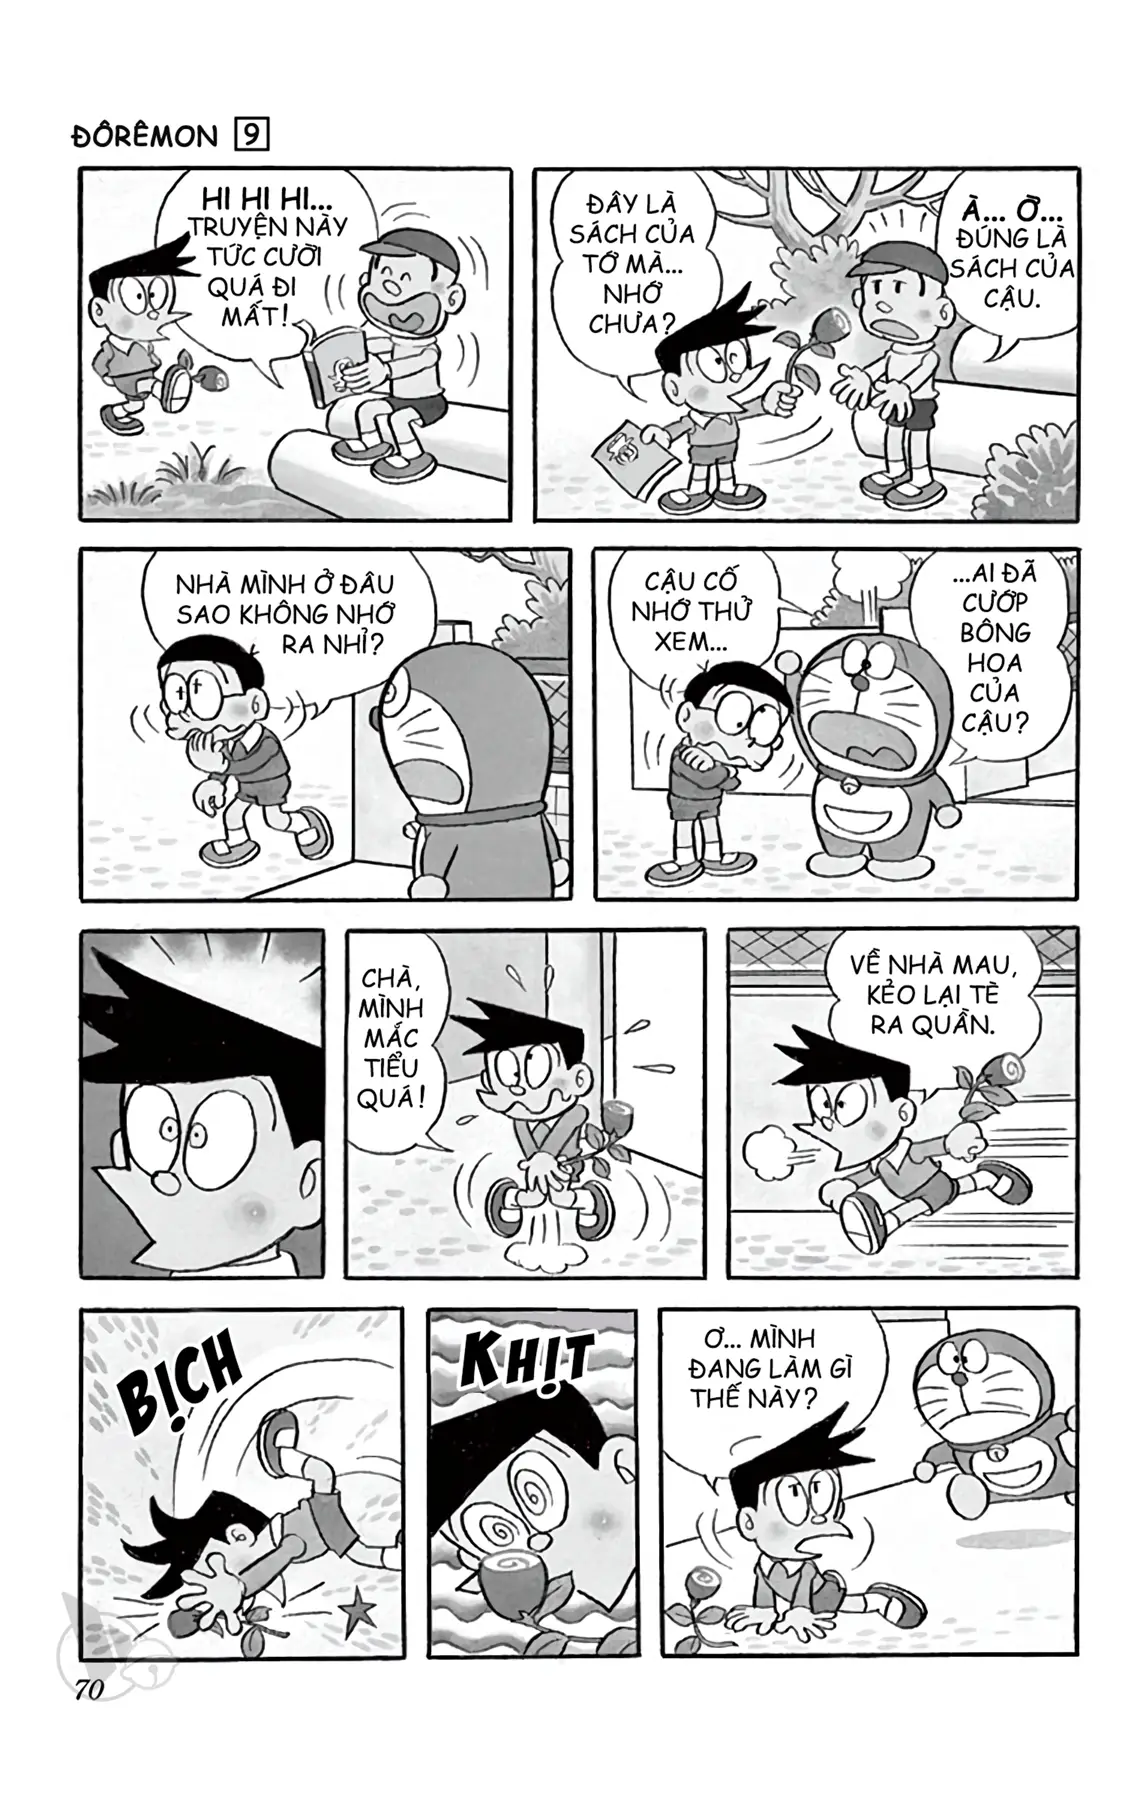 ĐÔRÊMON 9
HI HI HI...
TRUYỆN NÀY
TỨC CƯỜI
QUÁ ĐI
MẤT!
ĐÂY LÀ
SÁCH CỦA
TỚ MÀ...
NHỚ
CHƯA?
À... Ờ...
ĐÚNG LÀ
SÁCH CỦA
CẬU.
NHÀ MÌNH Ở ĐÂU
SAO KHÔNG NHỚ
RA NHỈ?
CẬU CỐ
NHỚ THỬ
XEM...
...AI ĐÃ
CƯỚP
BÔNG
HOA
CỦA
CẬU?
CHÀ,
MÌNH
MẮC
TIỂU
QUÁ!
VỀ NHÀ MAU,
KẺO LẠI TÈ
RA QUẦN.
BỊCH
KHỊT
Ơ... MÌNH
ĐANG LÀM GÌ
THẾ NÀY?
70